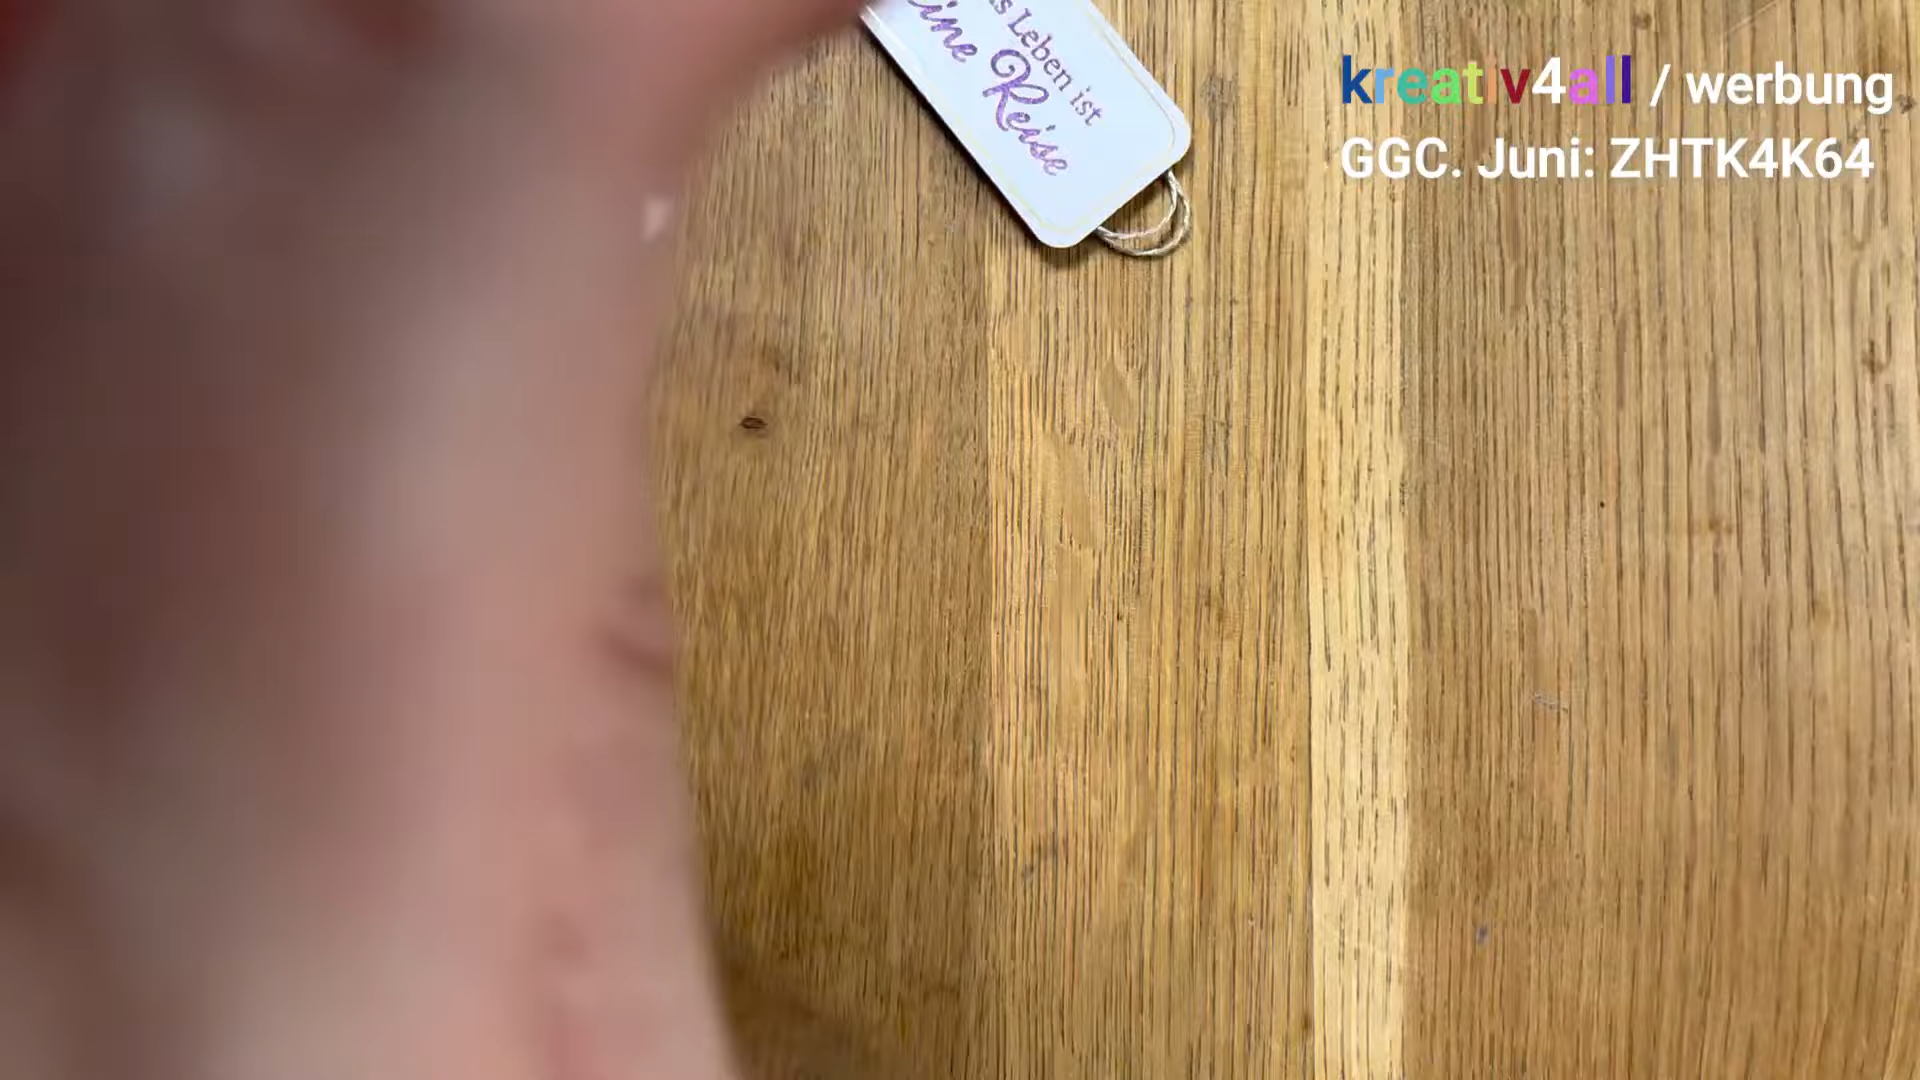 kreativ4all / werbung
GGC. Juni: ZHTK4K64
Leben ist
Reise